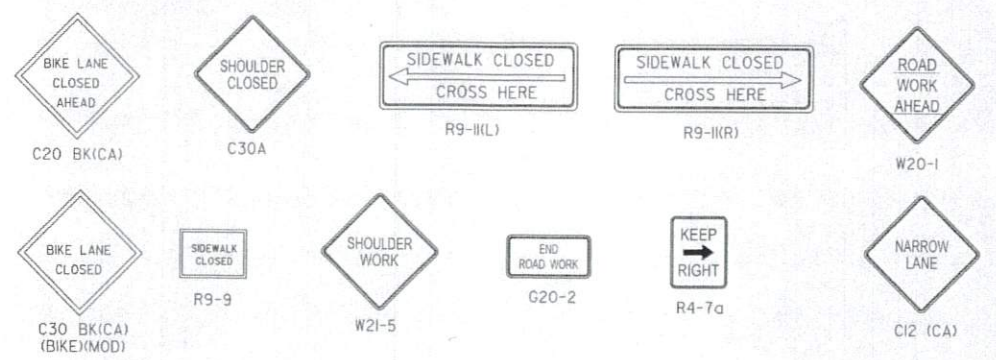 BIKE LANE
CLOSED
AHEAD
C20 BK(CA)
SHOULDER
CLOSED
C30A
SIDEWALK CLOSED
CROSS HERE
R9-11(L)
SIDEWALK CLOSED
CROSS HERE
R9-11(R)
ROAD
WORK
AHEAD
W20-1
BIKE LANE
CLOSED
C30 BK(CA)
(BIKE)(MOD)
SIDEWALK
CLOSED
R9-9
SHOULDER
WORK
W21-5
END
ROAD WORK
G20-2
KEEP
RIGHT
R4-7a
NARROW
LANE
C12 (CA)